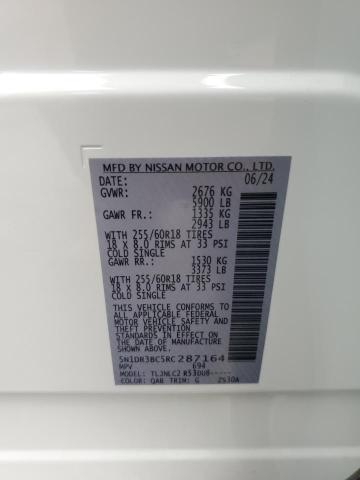 MFD BY NISSAN MOTOR CO., LTD.
DATE: 06/24
GVWR: 2676 KG
5900 LB
GAWR FR: 1335 KG
2943 LB
WITH 255/60R18 TIRES
18 X 8.0 RIMS AT 33 PSI
COLD SINGLE
GAWR RR: 1530 KG
3373 LB
WITH 255/60R18 TIRES
18 X 8.0 RIMS AT 33 PSI
COLD SINGLE
THIS VEHICLE CONFORMS TO
ALL APPLICABLE FEDERAL
MOTOR VEHICLE SAFETY AND
THEFT PREVENTION STANDARDS
IN EFFECT ON THE DATE OF
MANUFACTURE SHOWN ABOVE.
5N1DR3BC5RC287164
MPV 694
MODEL: TLJNLC2 R53DU8-----
COLOR: QAB TRIM: G 2530A